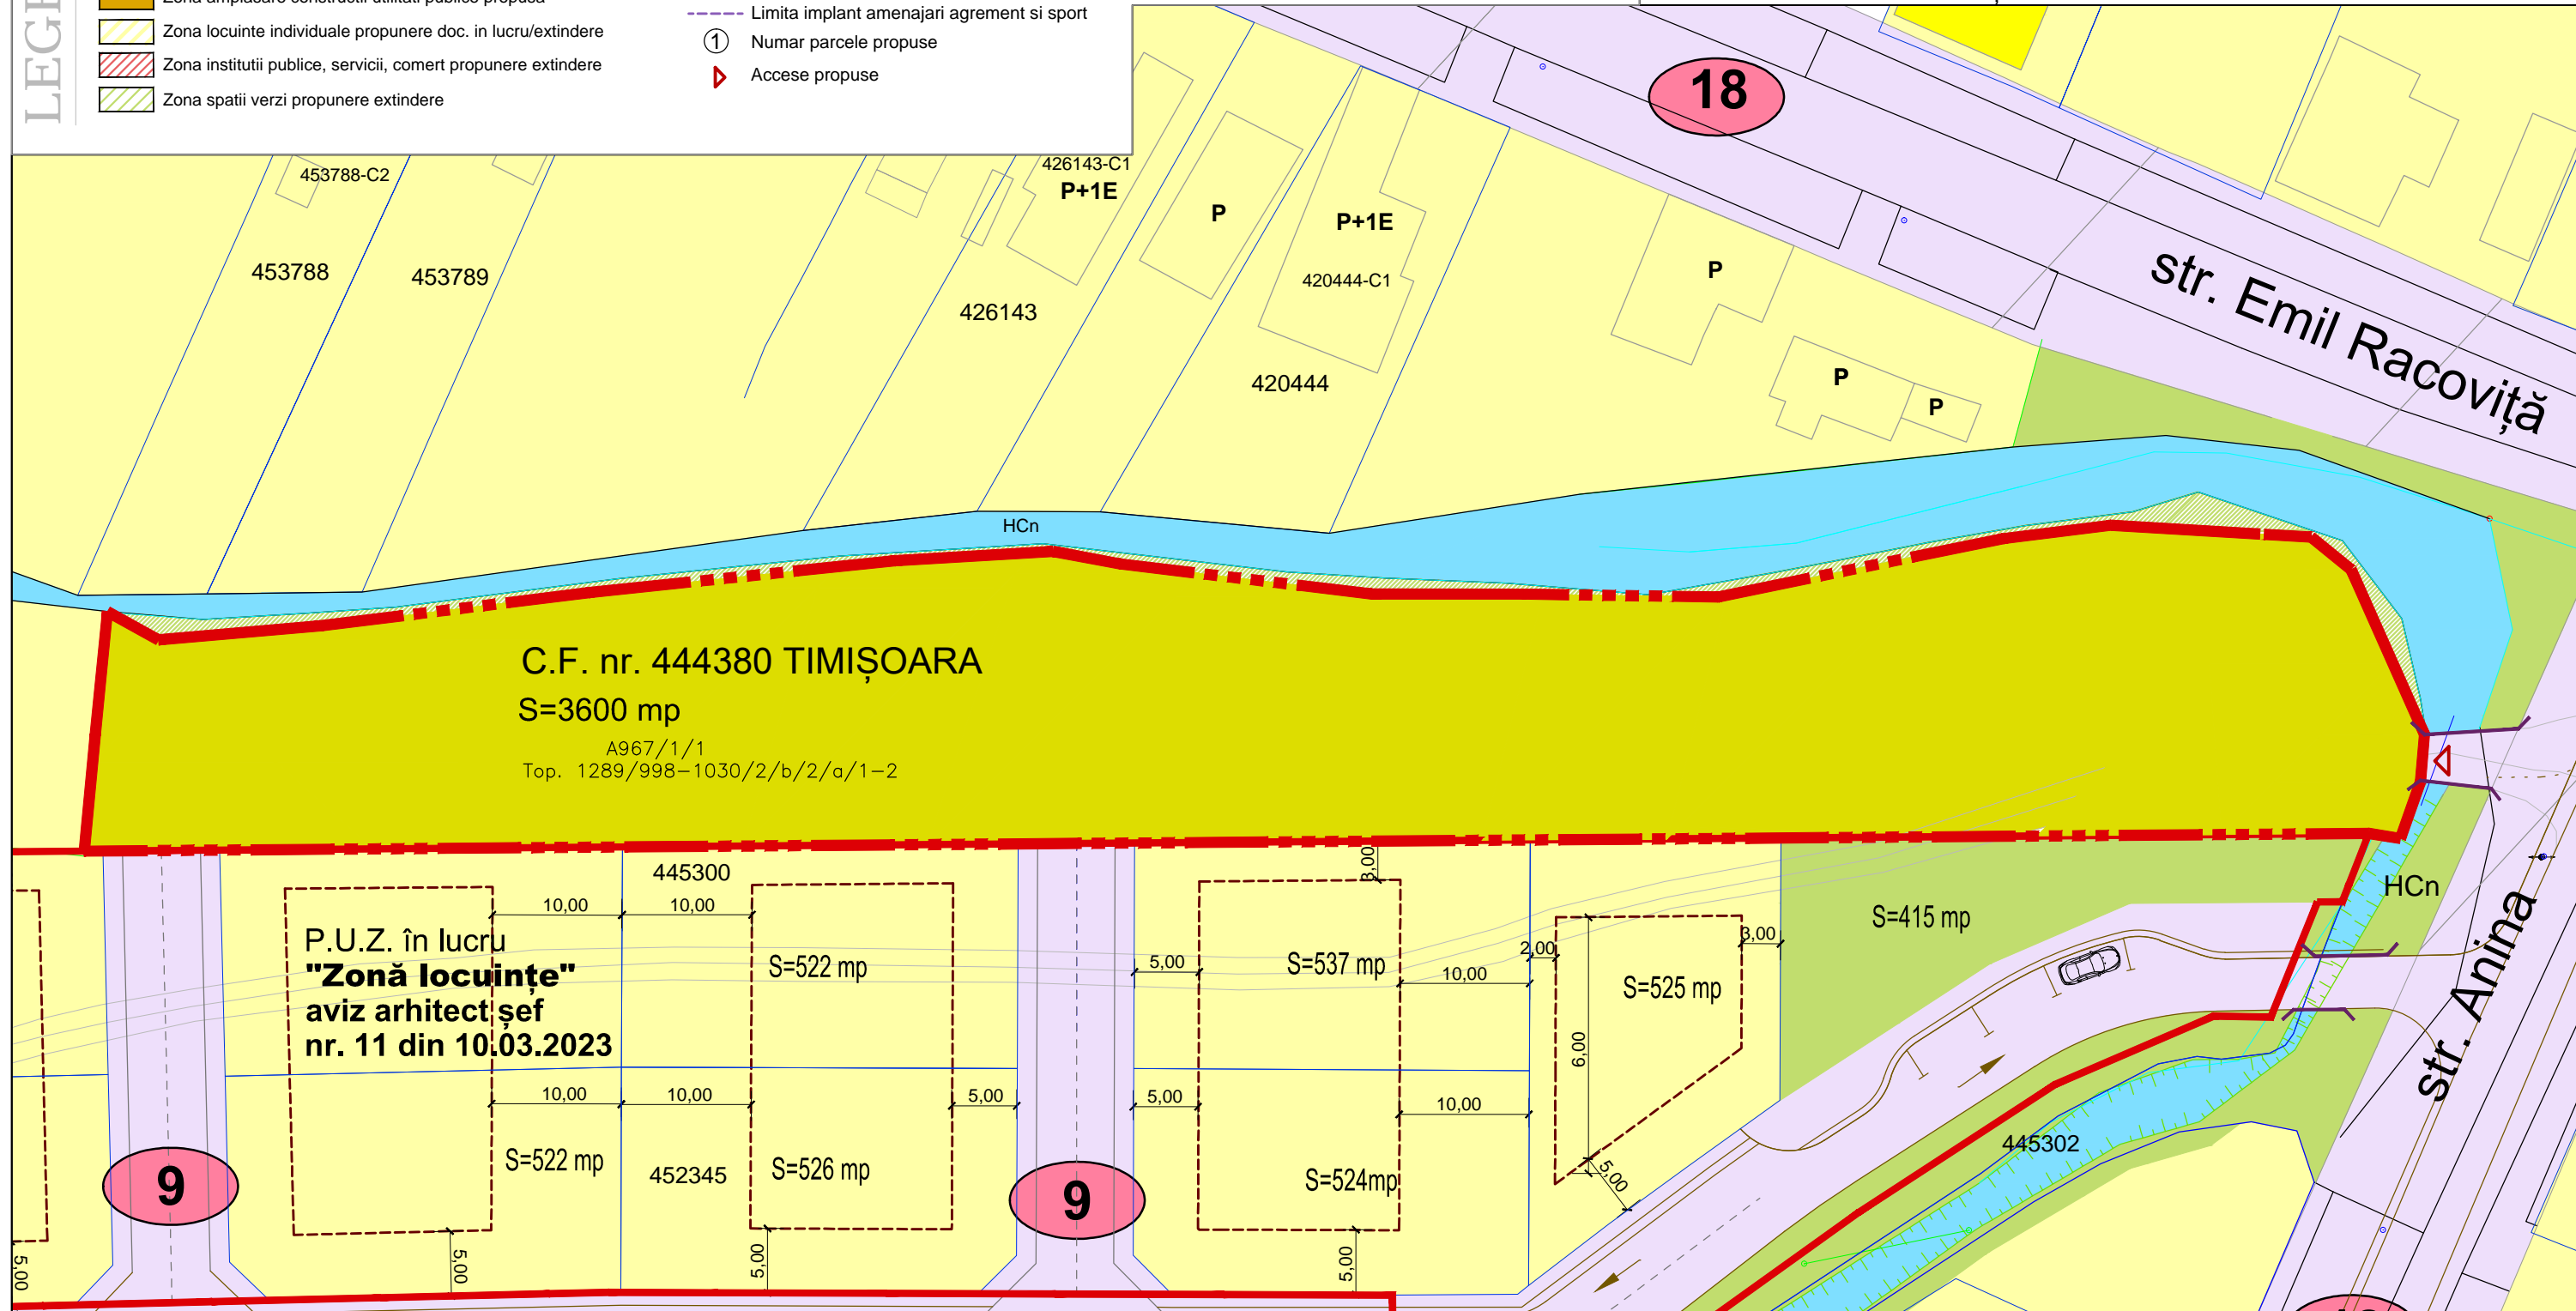 Zona amplasare constructii utilitati publice propusa
Zona locuinte individuale propunere doc. in lucru/extindere
Zona institutii publice, servicii, comert propunere extindere
Zona spatii verzi propunere extindere
Limita implant amenajari agrement si sport
1 Numar parcele propuse
Accese propuse
18
453788-C2
426143-C1
P+1E
P
P+1E
420444-C1
P
453788
453789
426143
420444
P
P
str. Emil Racoviță
HCn
C.F. nr. 444380 TIMIȘOARA
S=3600 mp
A967/1/1
Top. 1289/998-1030/2/b/2/a/1-2
445300
3,00
HCn
10,00
10,00
S=415 mp
P.U.Z. în lucru
"Zonă locuințe"
aviz arhitect șef
nr. 11 din 10.03.2023
S=522 mp
5,00
S=537 mp
10,00
2,00
3,00
S=525 mp
6,00
str. Anina
10,00
10,00
5,00
5,00
10,00
445302
S=522 mp
452345
S=526 mp
S=524mp
5,00
9
9
5,00
5,00
5,00
5,00